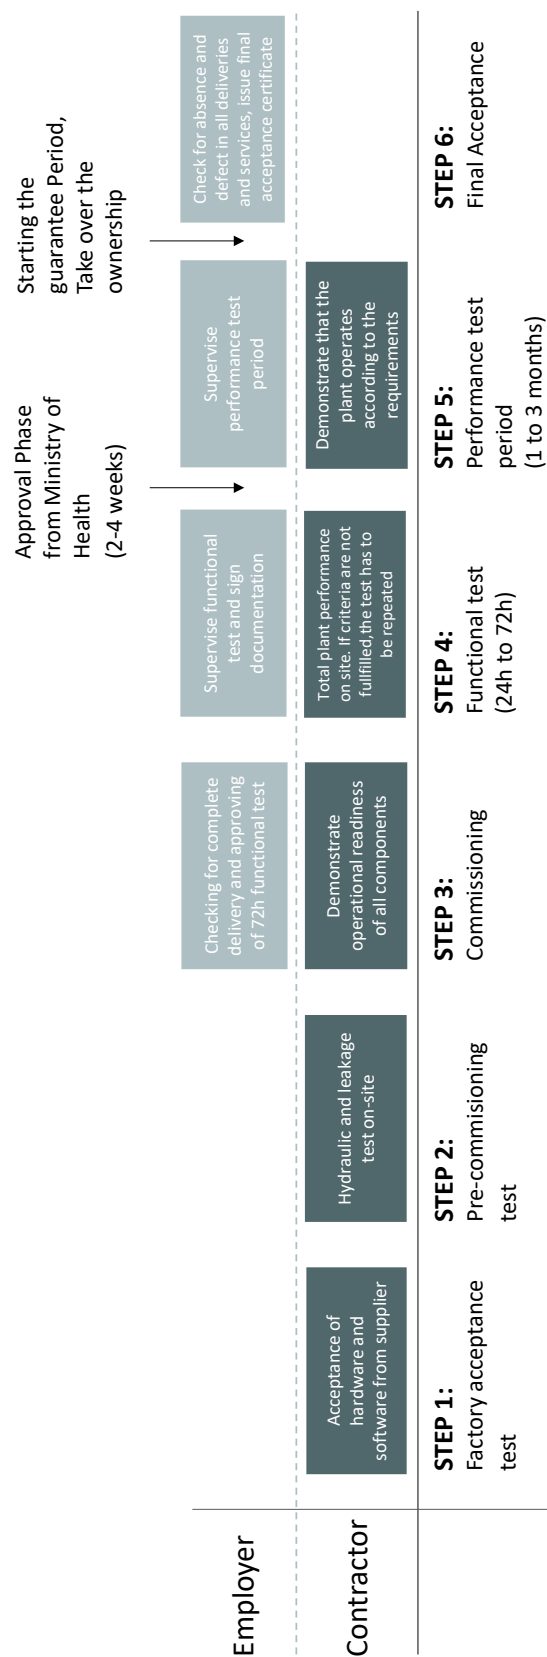 Approval Phase
from Ministry of
Health
(2-4 weeks)
Starting the
guarantee Period,
Take over the
ownership
Employer
Checking for complete
delivery and approving
of 72h functional test
Supervise functional
test and sign
documentation
Supervise
performance test
period
Check for absence and
defect in all deliveries
and services, issue final
acceptance certificate
Contractor
Acceptance of
hardware and
software from supplier
Hydraulic and leakage
test on-site
Demonstrate
operational readiness
of all components
Total plant performance
on site. If criteria are not
fullfilled,the test has to
be repeated
Demonstrate that the
plant operates
according to the
requirements
STEP 1:
Factory acceptance
test
STEP 2:
Pre-commisioning
test
STEP 3:
Commissioning
STEP 4:
Functional test
(24h to 72h)
STEP 5:
Performance test
period
(1 to 3 months)
STEP 6:
Final Acceptance